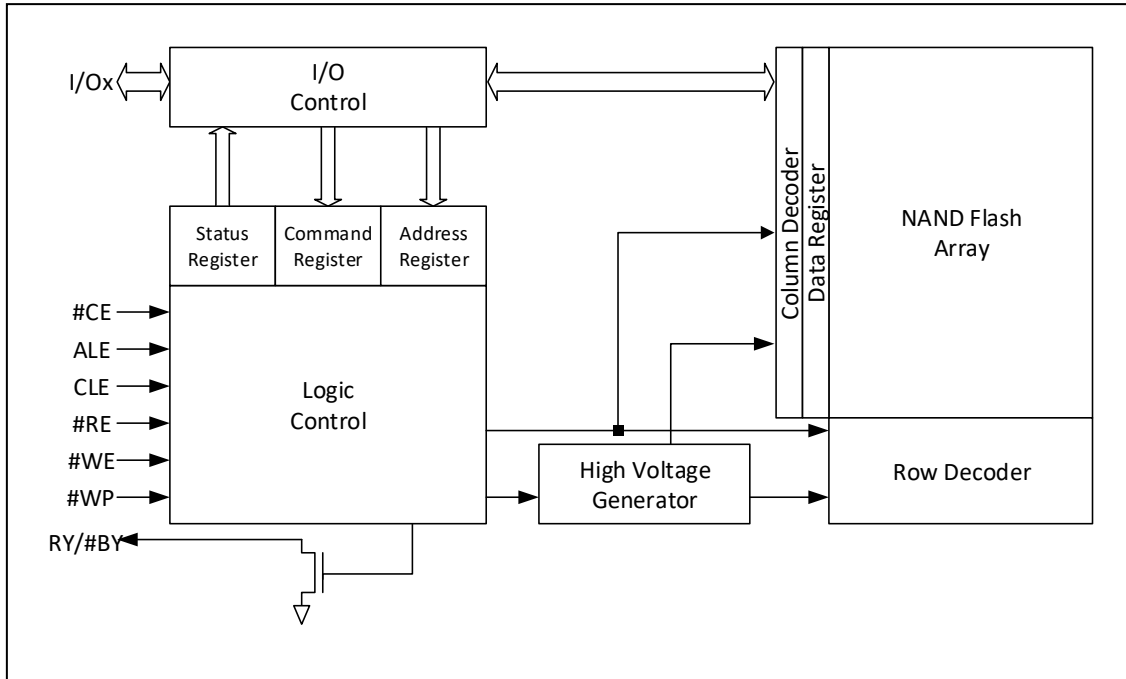 I/Ox
I/O
Control
Status
Register
Command
Register
Address
Register
#CE
ALE
CLE
#RE
#WE
#WP
RY/#BY
Logic
Control
High Voltage
Generator
Column Decoder
Data Register
NAND Flash
Array
Row Decoder